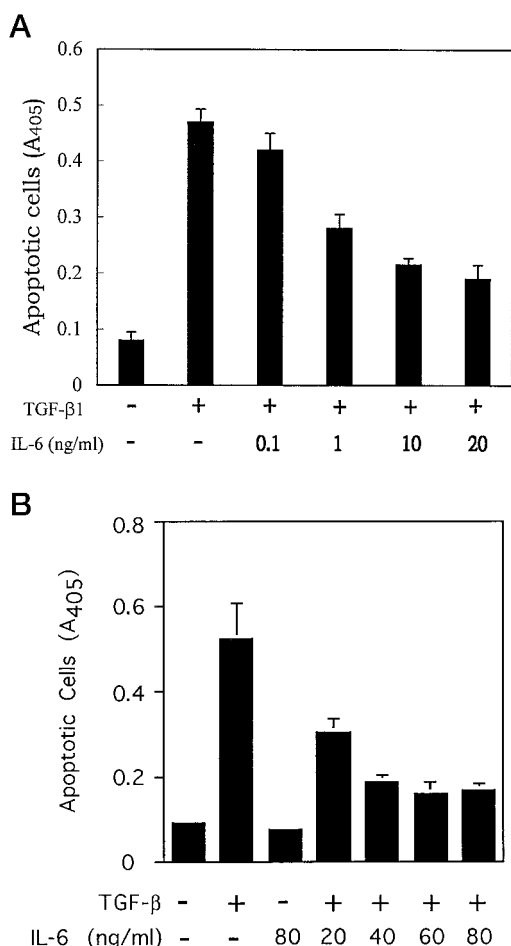 A
0.6
0.5
0.4
0.3
0.2
0.1
0
Apoptotic cells (A405)
TGF-β1 - + + + + +
IL-6 (ng/ml) - - 0.1 1 10 20
B
0.8
0.6
0.4
0.2
0
Apoptotic Cells (A405)
TGF-β - + - + + + +
IL-6 (ng/ml) - - 80 20 40 60 80